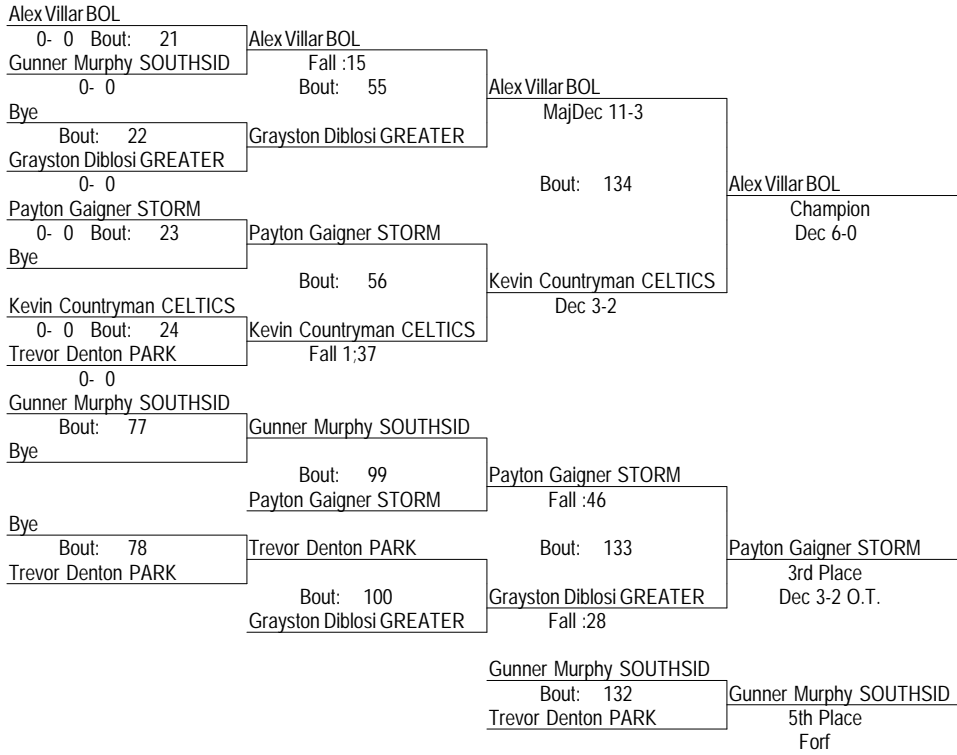 Alex Villar BOL
0- 0 Bout: 21
Alex Villar BOL
Gunner Murphy SOUTHSID
Fall :15
0- 0
Bout: 55
Alex Villar BOL
Bye
MajDec 11-3
Bout: 22
Grayston Diblosi GREATER
Grayston Diblosi GREATER
0- 0
Bout: 134
Alex Villar BOL
Payton Gaigner STORM
Champion
0- 0 Bout: 23
Payton Gaigner STORM
Dec 6-0
Bye
Bout: 56
Kevin Countryman CELTICS
Kevin Countryman CELTICS
Dec 3-2
0- 0 Bout: 24
Kevin Countryman CELTICS
Trevor Denton PARK
Fall 1;37
0- 0
Gunner Murphy SOUTHSID
Bout: 77
Gunner Murphy SOUTHSID
Bye
Bout: 99
Payton Gaigner STORM
Payton Gaigner STORM
Fall :46
Bye
Bout: 78
Trevor Denton PARK
Bout: 133
Payton Gaigner STORM
Trevor Denton PARK
3rd Place
Bout: 100
Grayston Diblosi GREATER
Dec 3-2 O.T.
Grayston Diblosi GREATER
Fall :28
Gunner Murphy SOUTHSID
Bout: 132
Gunner Murphy SOUTHSID
Trevor Denton PARK
5th Place
Forf